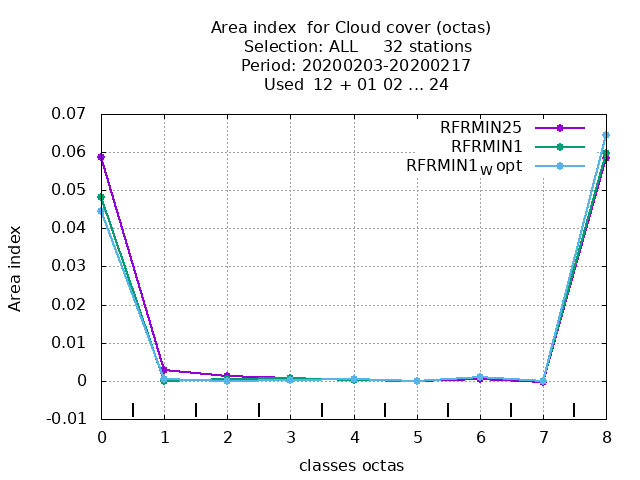 Area index  for Cloud cover (octas)
Selection: ALL     32 stations
Period: 20200203-20200217
Used  12 + 01 02 ... 24
RFRMIN25
RFRMIN1
RFRMIN1W opt
0.07
0.06
0.05
0.04
0.03
0.02
0.01
0
-0.01
Area index
0 1 2 3 4 5 6 7 8
classes octas